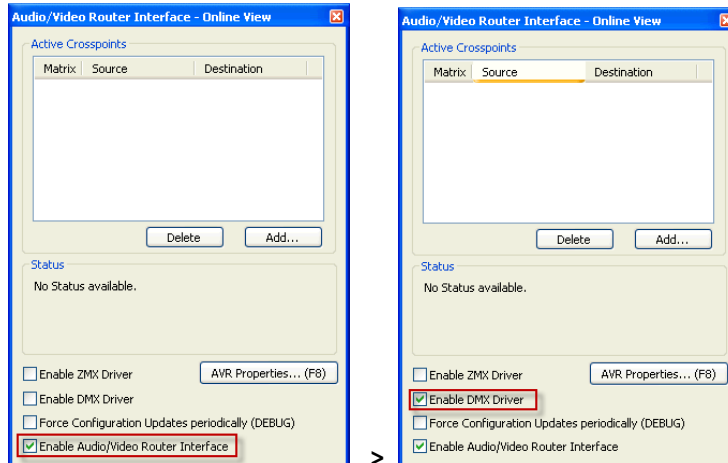 Audio/Video Router Interface - Online View
Active Crosspoints
Matrix Source Destination
Delete Add...
Status
No Status available.
Enable ZMX Driver AVR Properties... (F8)
Enable DMX Driver
Force Configuration Updates periodically (DEBUG)
Enable Audio/Video Router Interface
>
Audio/Video Router Interface - Online View
Active Crosspoints
Matrix Source Destination
Delete Add...
Status
No Status available.
Enable ZMX Driver AVR Properties... (F8)
Enable DMX Driver
Force Configuration Updates periodically (DEBUG)
Enable Audio/Video Router Interface